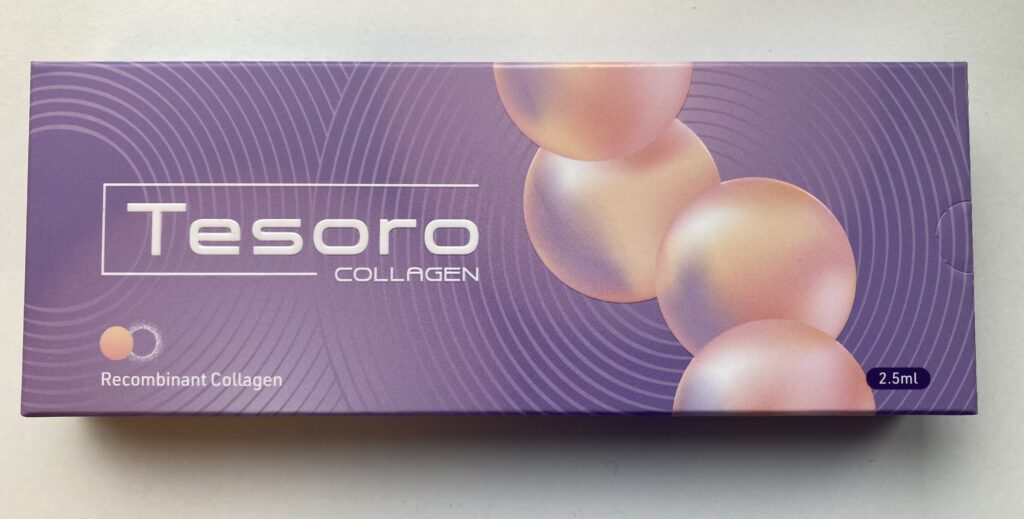 Tesoro
COLLAGEN
Recombinant Collagen
2.5ml